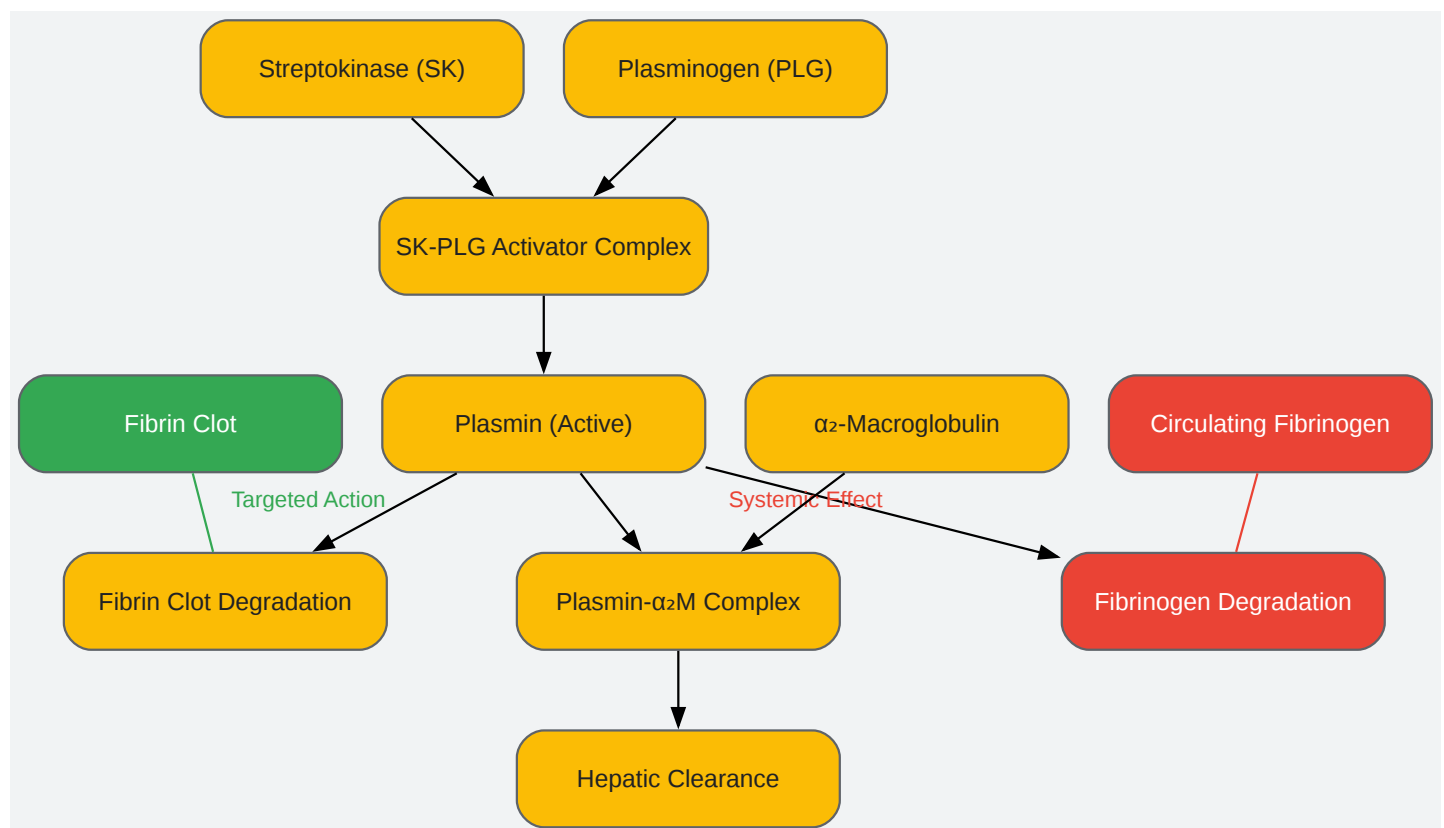 Streptokinase (SK)
Plasminogen (PLG)
SK-PLG Activator Complex
Fibrin Clot
Plasmin (Active)
α₂-Macroglobulin
Circulating Fibrinogen
Targeted Action
Systemic Effect
Fibrin Clot Degradation
Plasmin-α₂M Complex
Fibrinogen Degradation
Hepatic Clearance